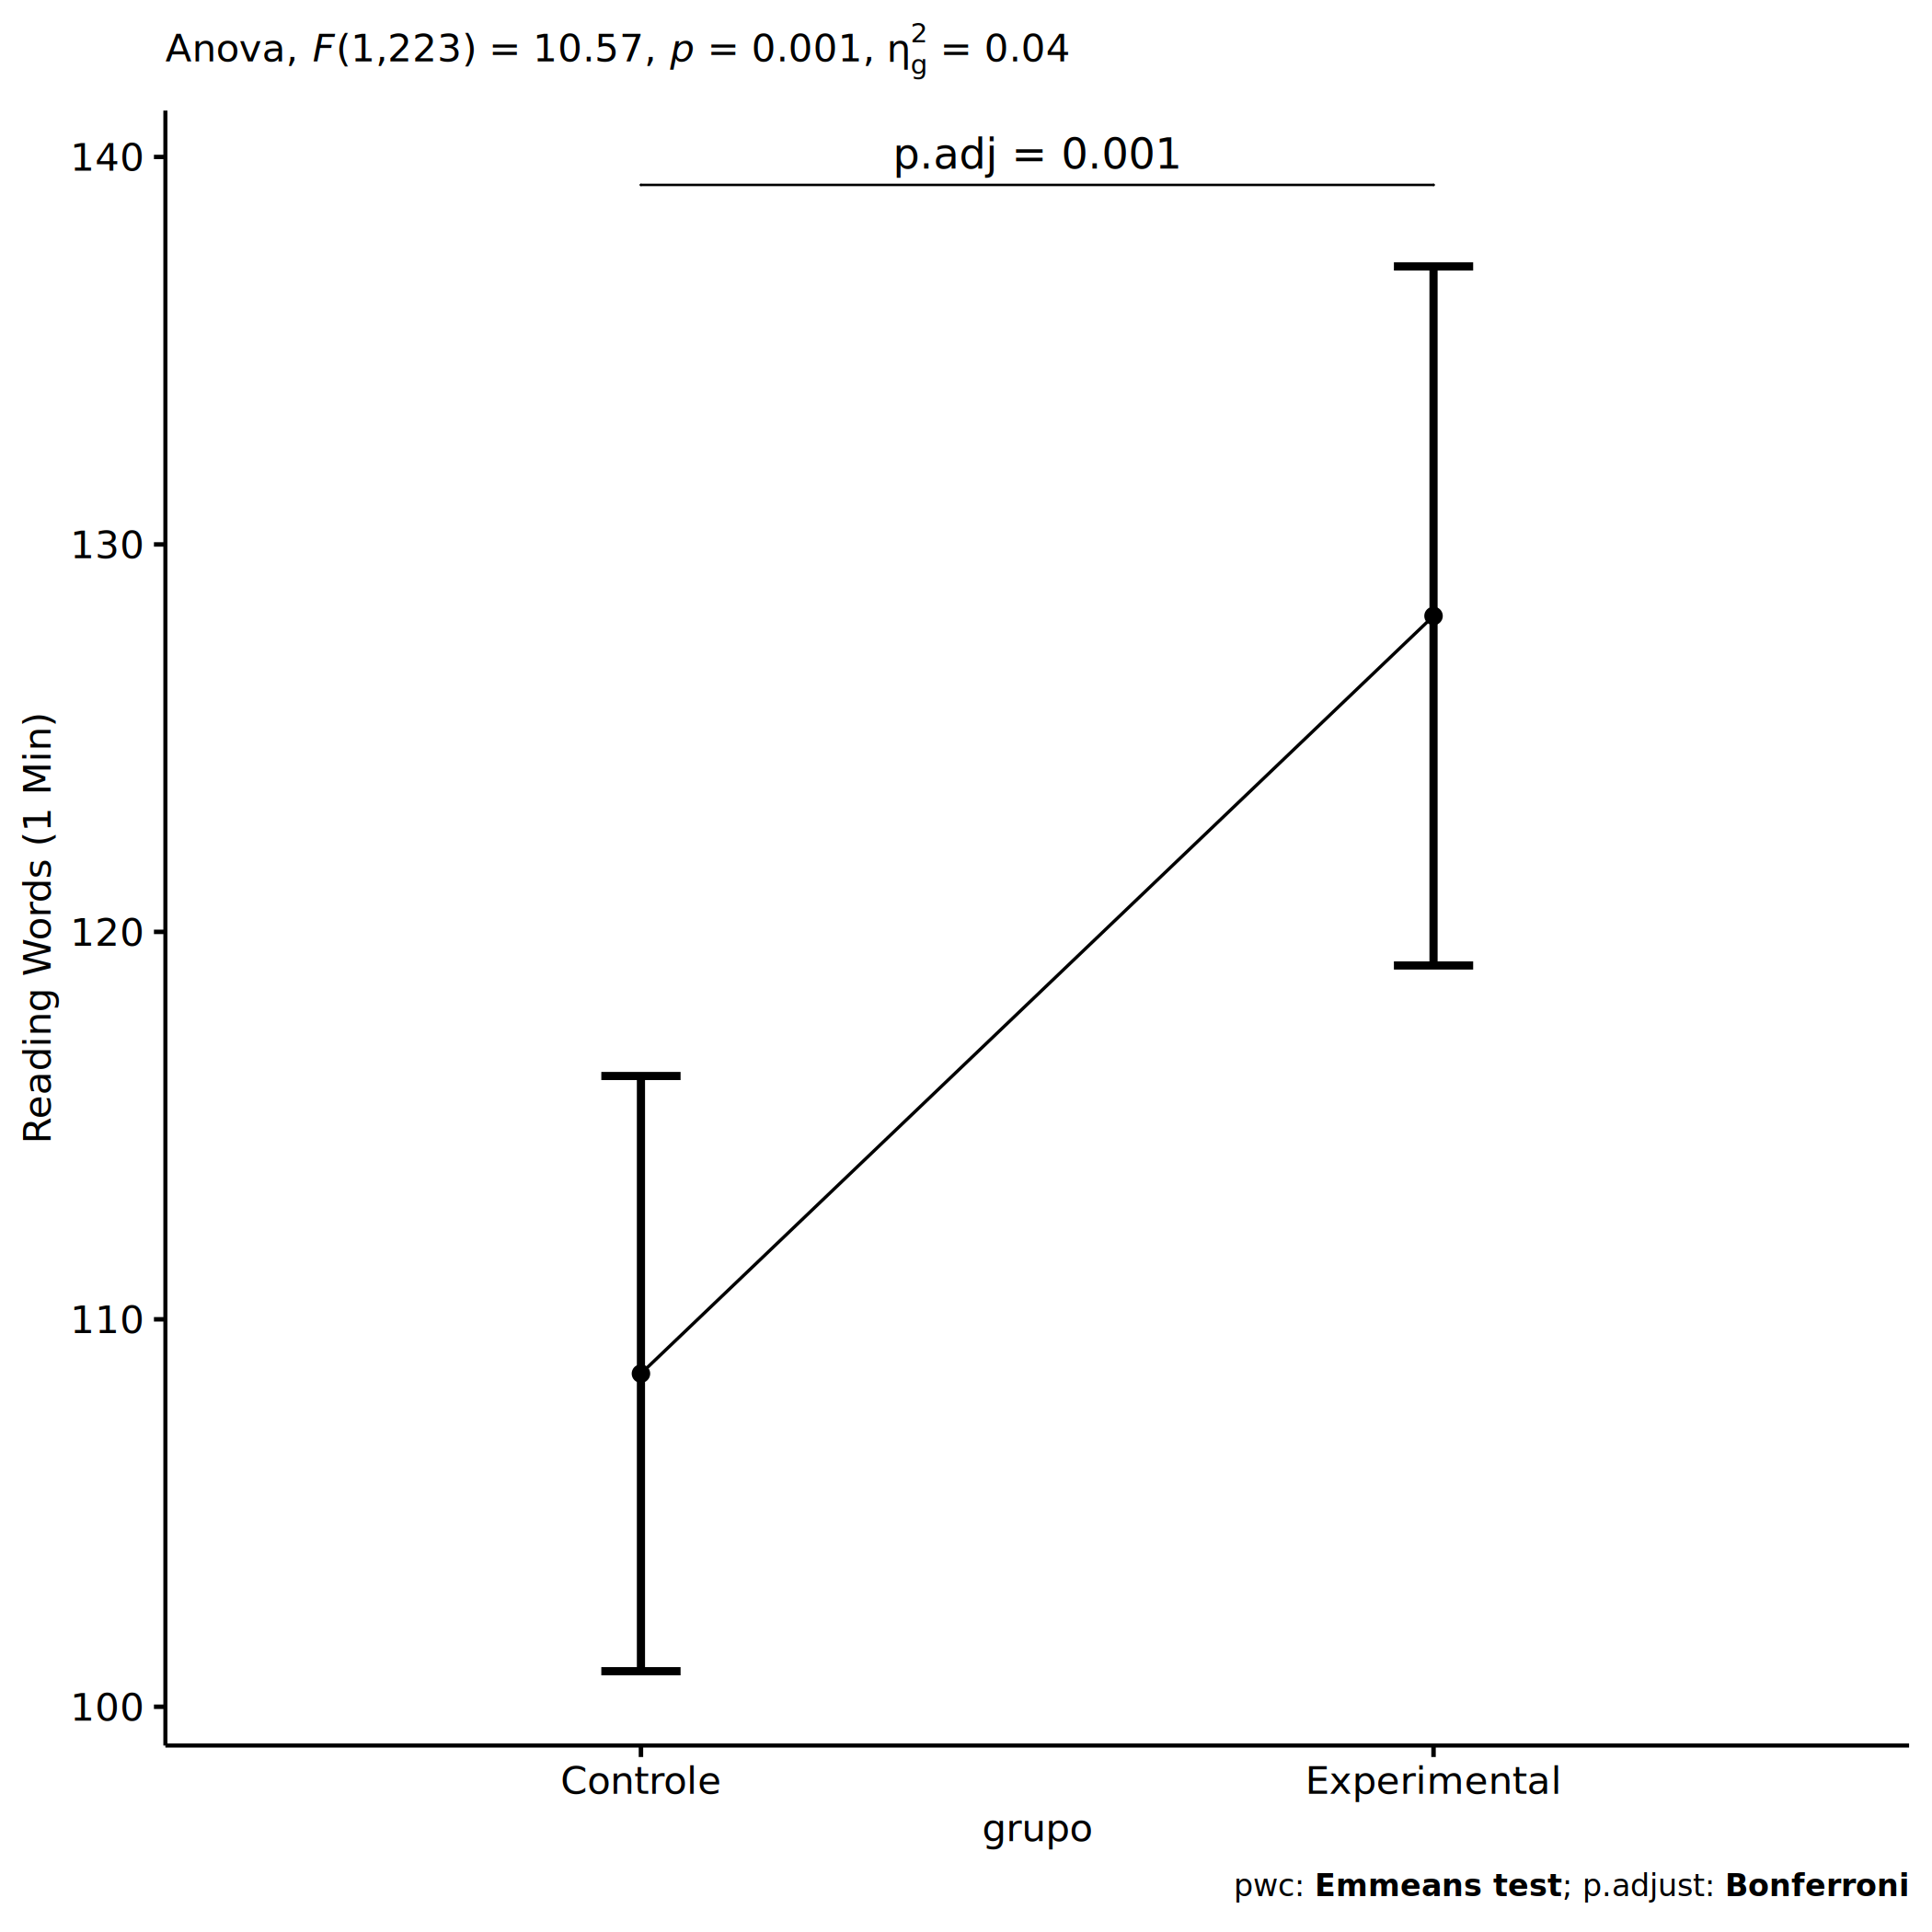 Anova, F(1,223) = 10.57, p = 0.001, η²g = 0.04
p.adj = 0.001
140
130
120
110
100
Reading Words (1 Min)
Controle Experimental
grupo
pwc: Emmeans test; p.adjust: Bonferroni